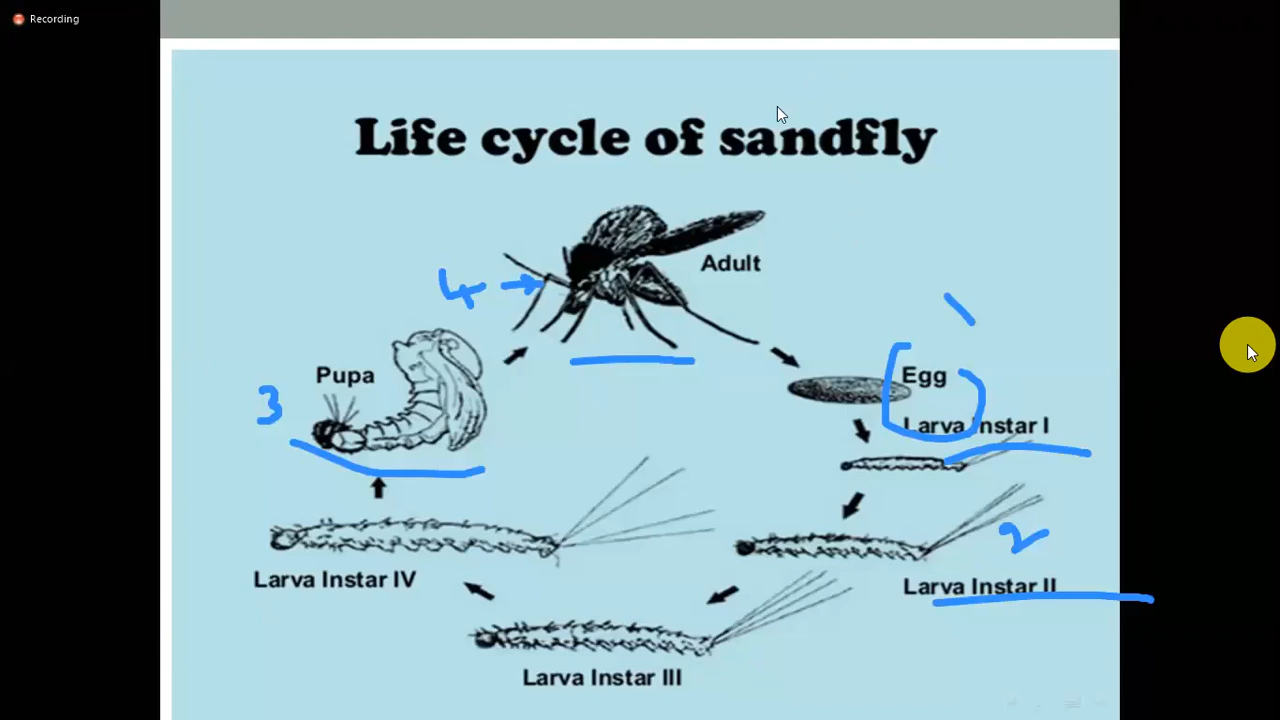 Recording
Life cycle of sandfly
Adult
4
Pupa
Egg
3
Larva Instar I
2
Larva Instar IV
Larva Instar II
Larva Instar III